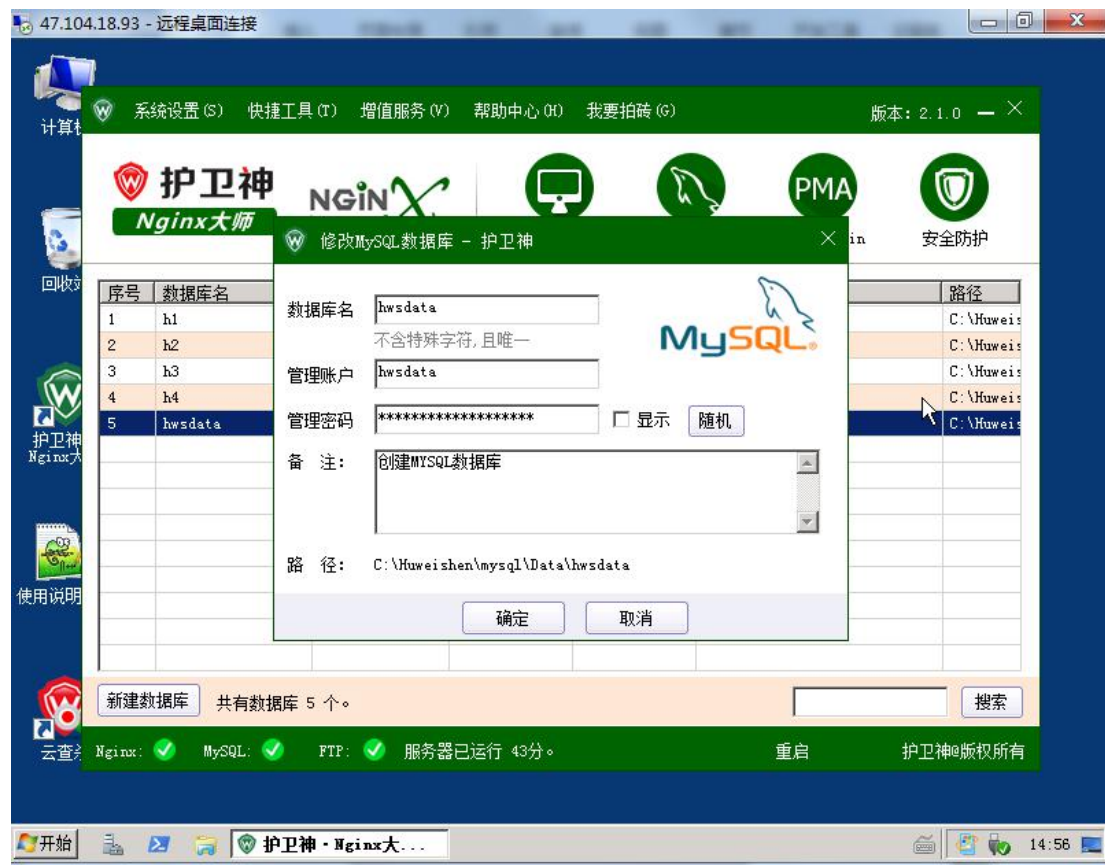 47.104.18.93 - 远程桌面连接
计算机
系统设置(S) 快捷工具(T) 增值服务(V) 帮助中心(H) 我要拍砖(G) 版本: 2.1.0
护卫神
Nginx大师
NGiNX
PMA
安全防护
in
回收站
修改MySQL数据库 - 护卫神
序号 数据库名 路径
1 h1 C:\Huweis
2 h2 C:\Huweis
3 h3 C:\Huweis
4 h4 C:\Huweis
5 hwsdata C:\Huweis
数据库名 hwsdata
不含特殊字符,且唯一
MySQL
管理账户 hwsdata
管理密码 ******************* 显示 随机
备 注: 创建MYSQL数据库
路 径: C:\Huweishen\mysql\Data\hwsdata
确定 取消
护卫神
Nginx大
使用说明
云查杀
新建数据库 共有数据库 5 个。 搜索
Nginx: MySQL: FTP: 服务器已运行 43分。 重启 护卫神@版权所有
开始 护卫神·Nginx大... 14:56